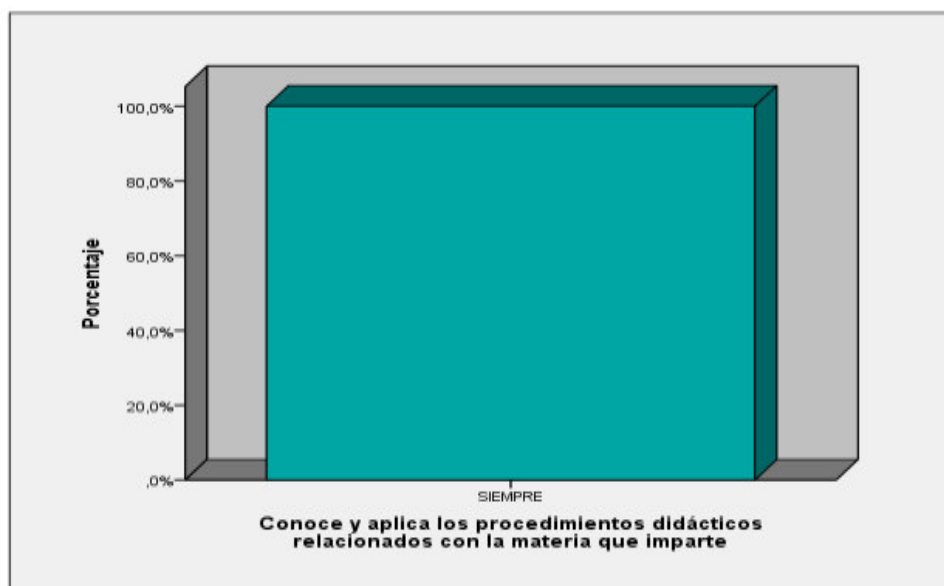 100,0%
80,0%
60,0%
40,0%
20,0%
,0%
Porcentaje
SIEMPRE
Conoce y aplica los procedimientos didácticos
relacionados con la materia que imparte